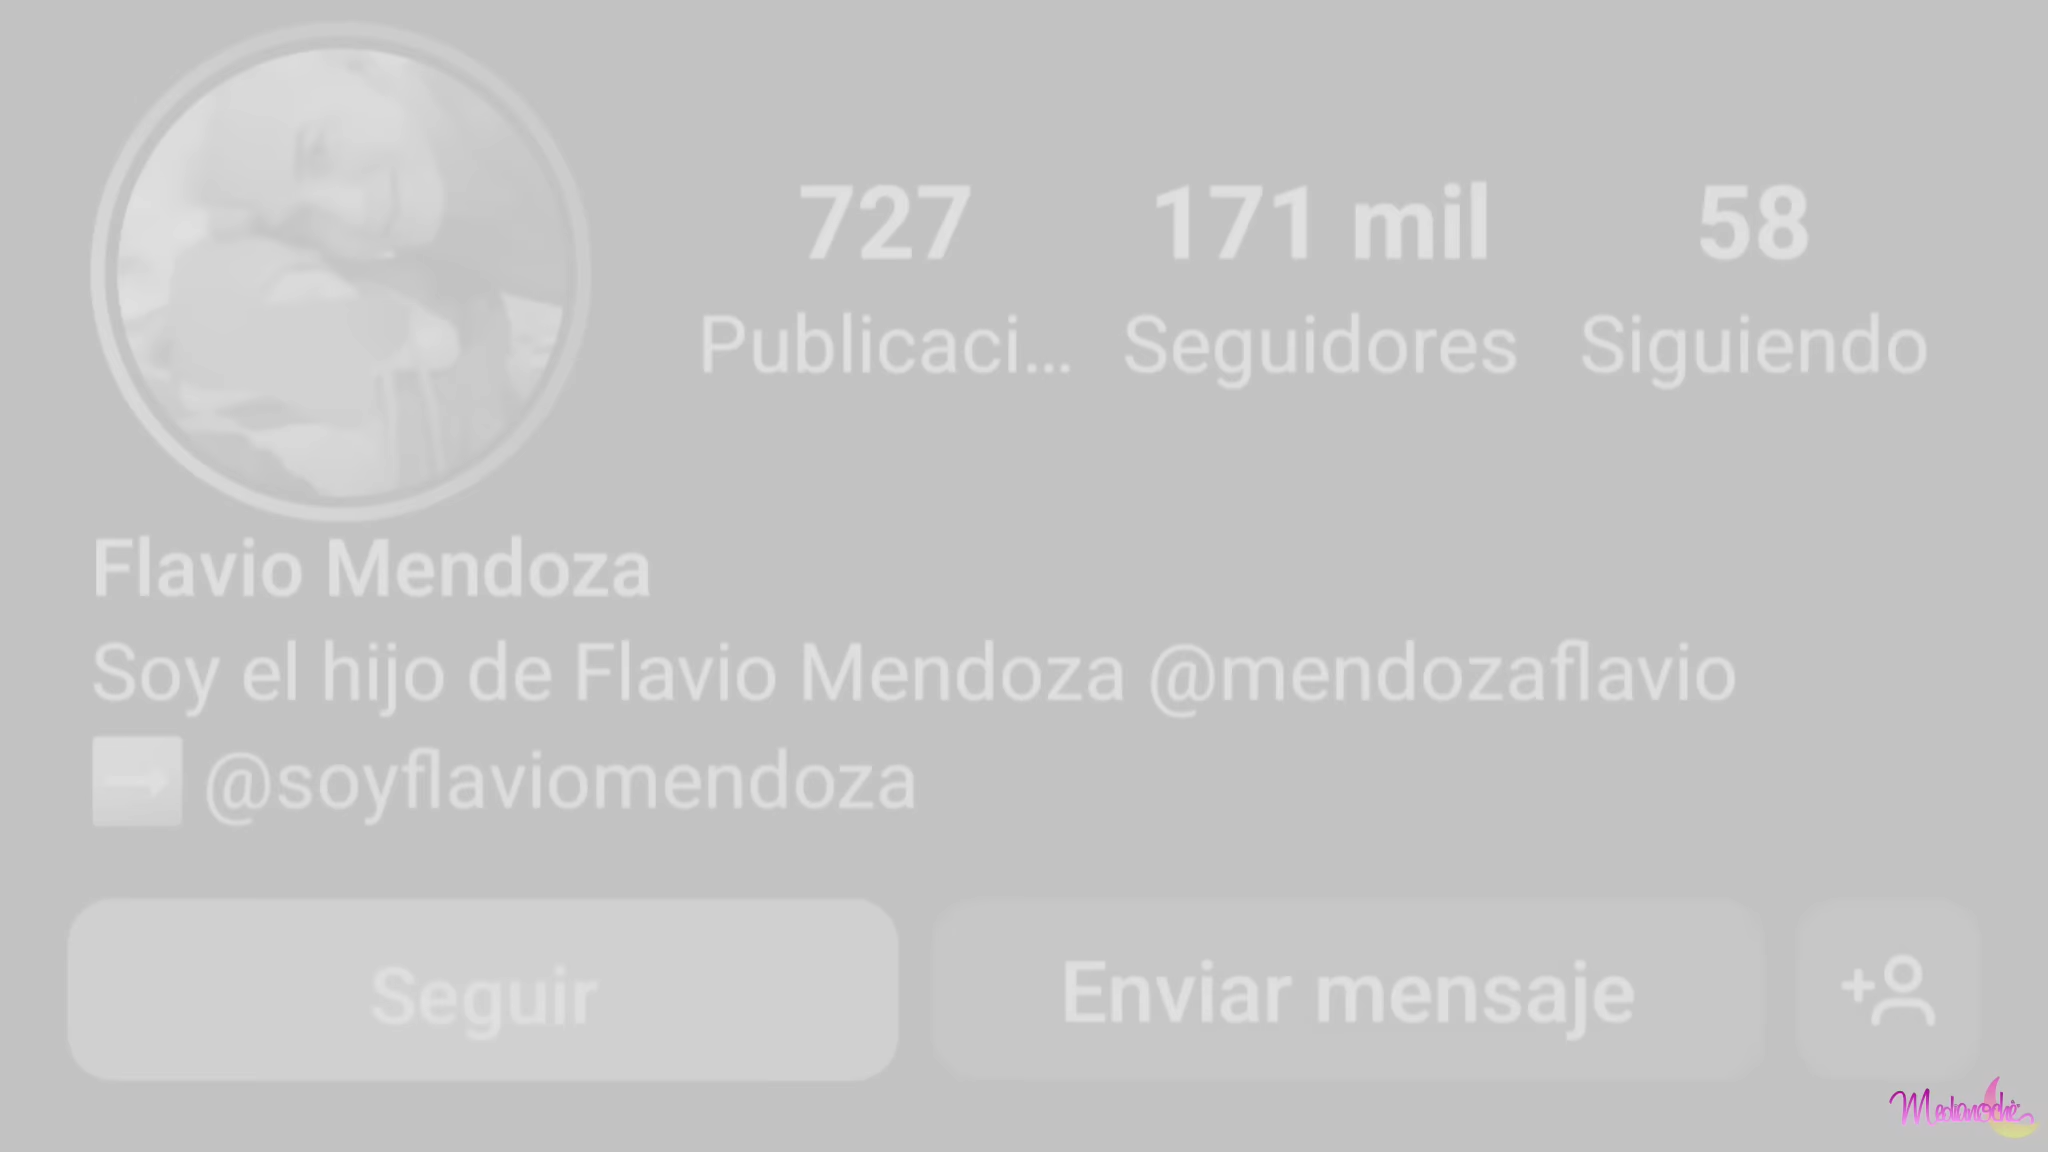 727 171 mil 58
Publicaci... Seguidores Siguiendo
Flavio Mendoza
Soy el hijo de Flavio Mendoza @mendozaflavio
@soyflaviomendoza
Seguir Enviar mensaje
Medianoche